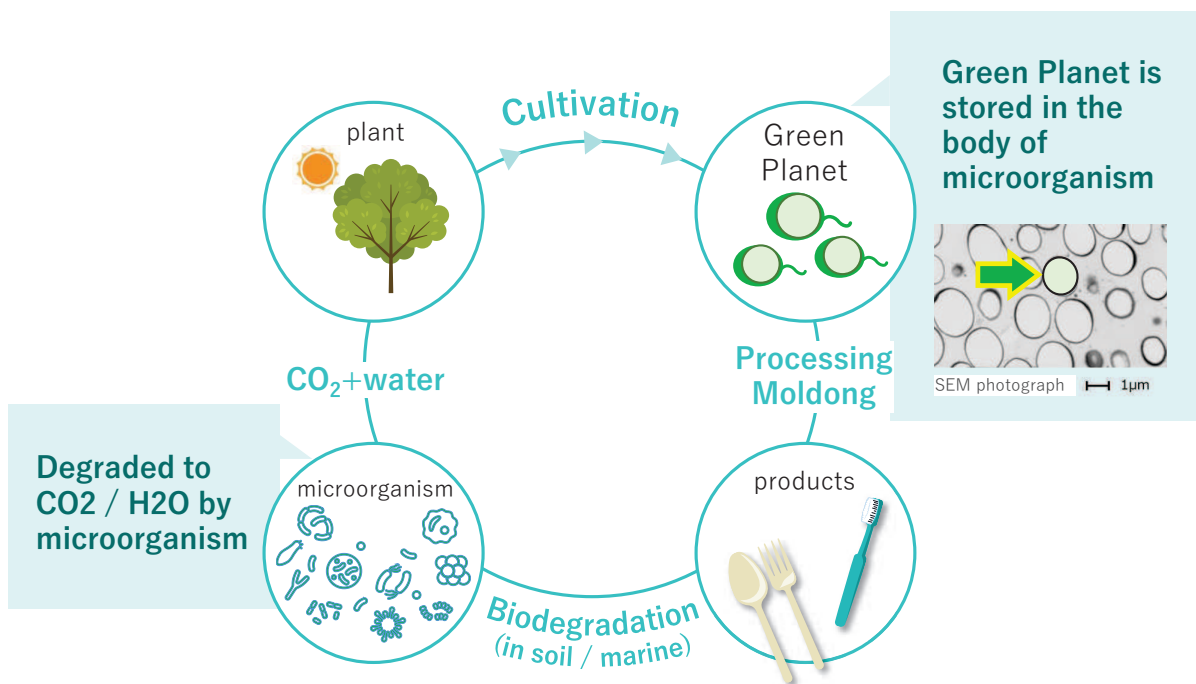 Cultivation
plant
Green
Planet
Green Planet is
stored in the
body of
microorganism
SEM photograph
1μm
Processing
Moldong
CO₂+water
Degraded to
CO2 / H2O by
microorganism
microorganism
products
Biodegradation
(in soil / marine)